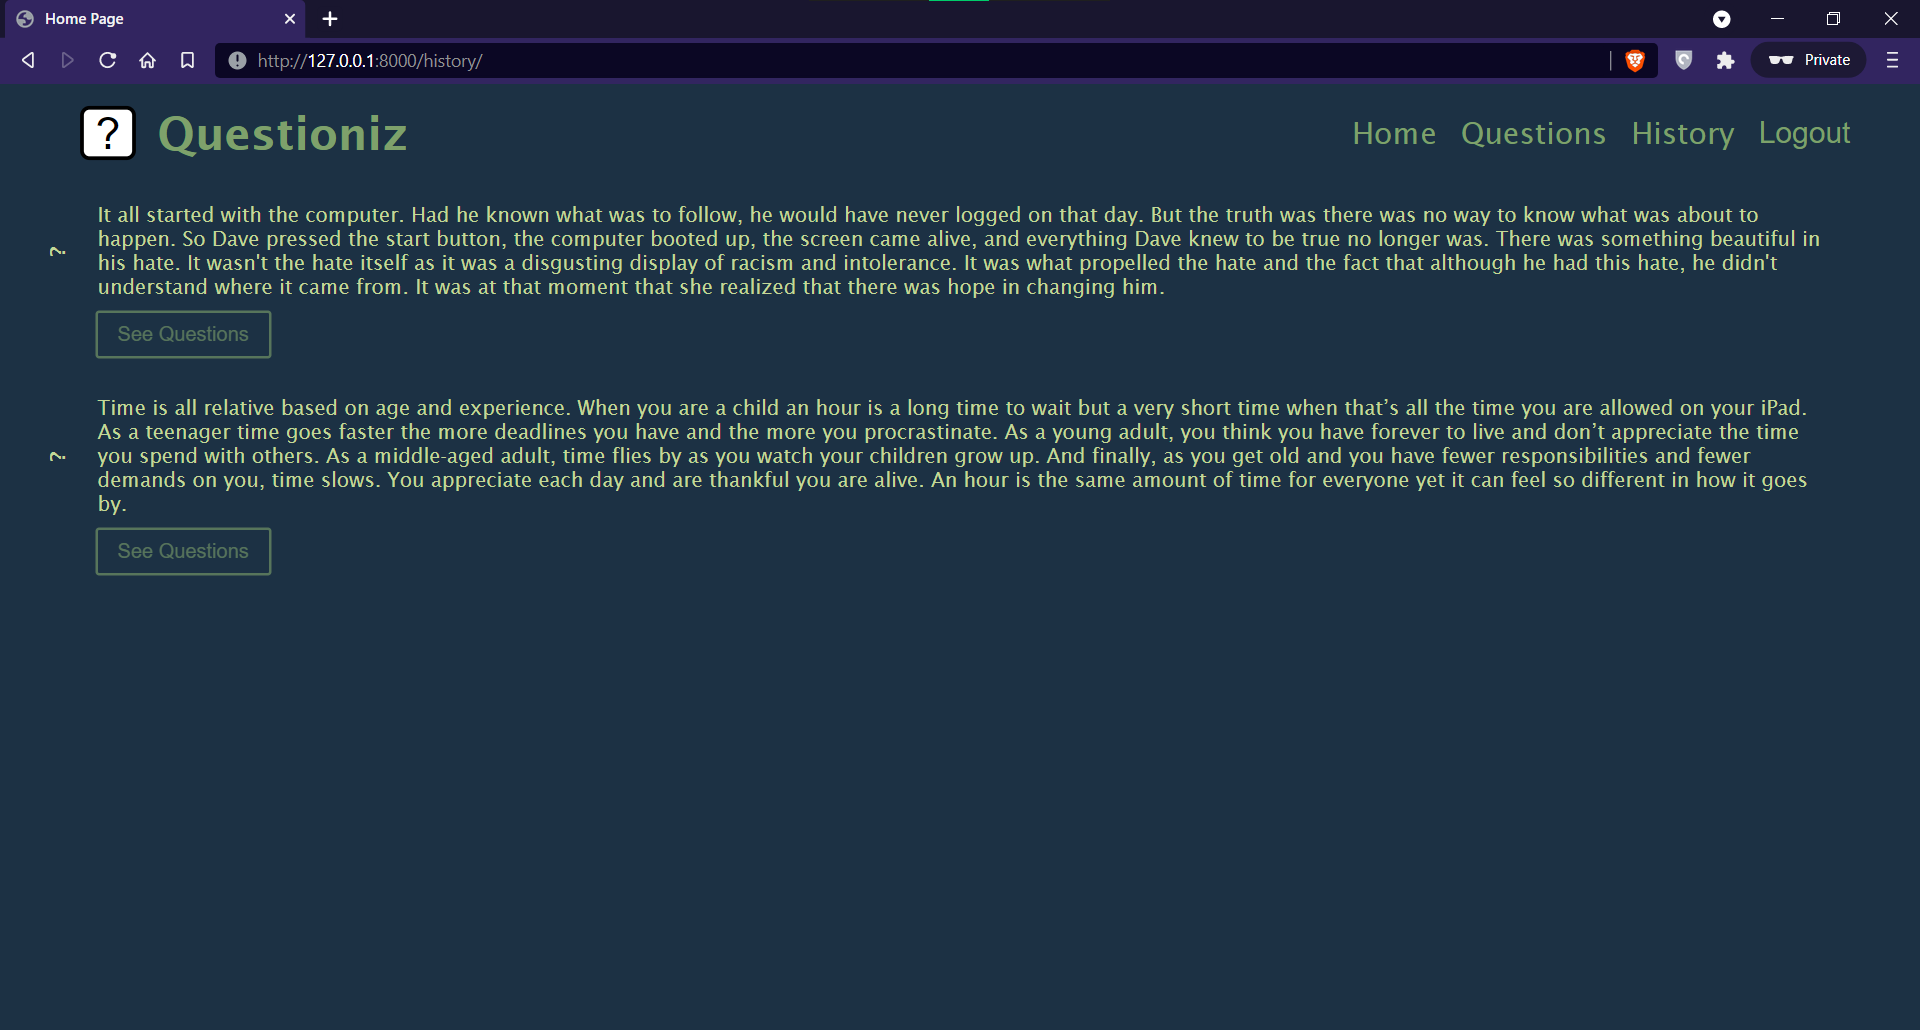 Home Page
http://127.0.0.1:8000/history/
Private
? Questioniz
Home Questions History Logout
It all started with the computer. Had he known what was to follow, he would have never logged on that day. But the truth was there was no way to know what was about to
happen. So Dave pressed the start button, the computer booted up, the screen came alive, and everything Dave knew to be true no longer was. There was something beautiful in
?
his hate. It wasn't the hate itself as it was a disgusting display of racism and intolerance. It was what propelled the hate and the fact that although he had this hate, he didn't
understand where it came from. It was at that moment that she realized that there was hope in changing him.
See Questions
Time is all relative based on age and experience. When you are a child an hour is a long time to wait but a very short time when that’s all the time you are allowed on your iPad.
As a teenager time goes faster the more deadlines you have and the more you procrastinate. As a young adult, you think you have forever to live and don’t appreciate the time
?
you spend with others. As a middle-aged adult, time flies by as you watch your children grow up. And finally, as you get old and you have fewer responsibilities and fewer
demands on you, time slows. You appreciate each day and are thankful you are alive. An hour is the same amount of time for everyone yet it can feel so different in how it goes
by.
See Questions